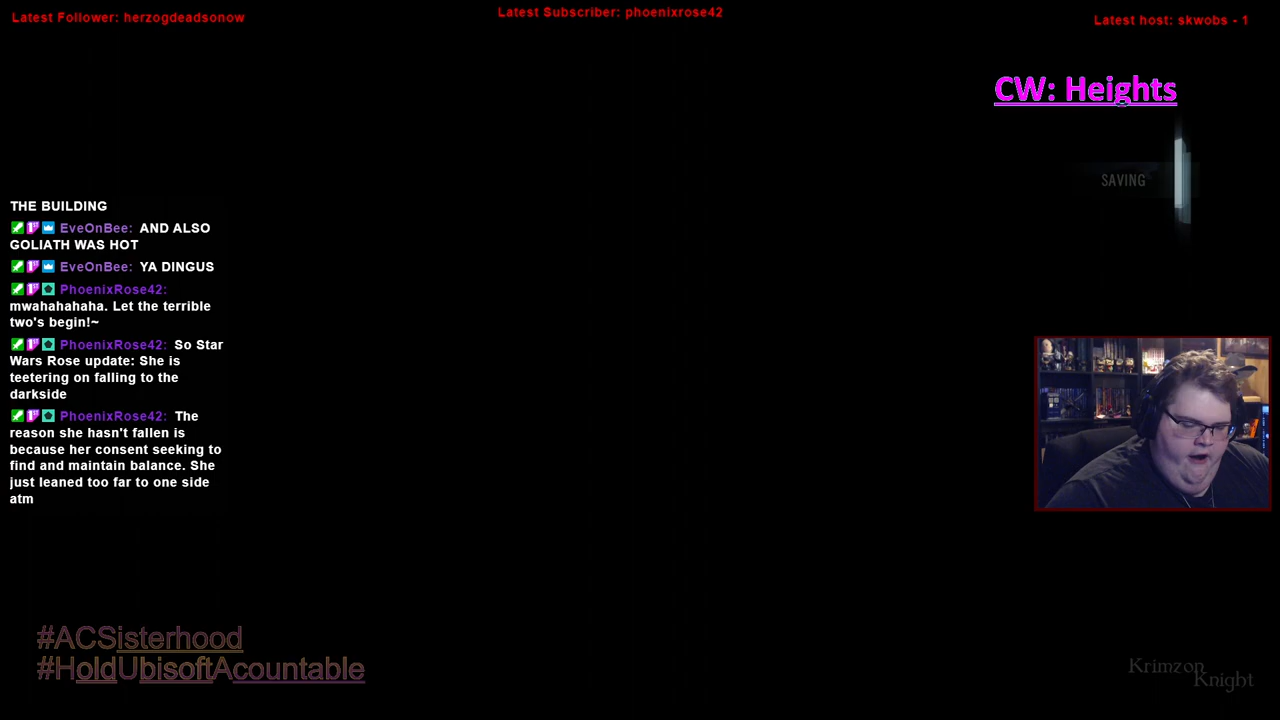 Latest Follower: herzogdeadsonow
Latest Subscriber: phoenixrose42
Latest host: skwobs - 1
CW: Heights
SAVING
THE BUILDING
EveOnBee: AND ALSO
GOLIATH WAS HOT
EveOnBee: YA DINGUS
PhoenixRose42:
mwahahahaha. Let the terrible
two's begin!~
PhoenixRose42: So Star
Wars Rose update: She is
teetering on falling to the
darkside
PhoenixRose42: The
reason she hasn't fallen is
because her consent seeking to
find and maintain balance. She
just leaned too far to one side
atm
#ACSisterhood
#HoldUbisoftAcountable
Krimzon
Knight